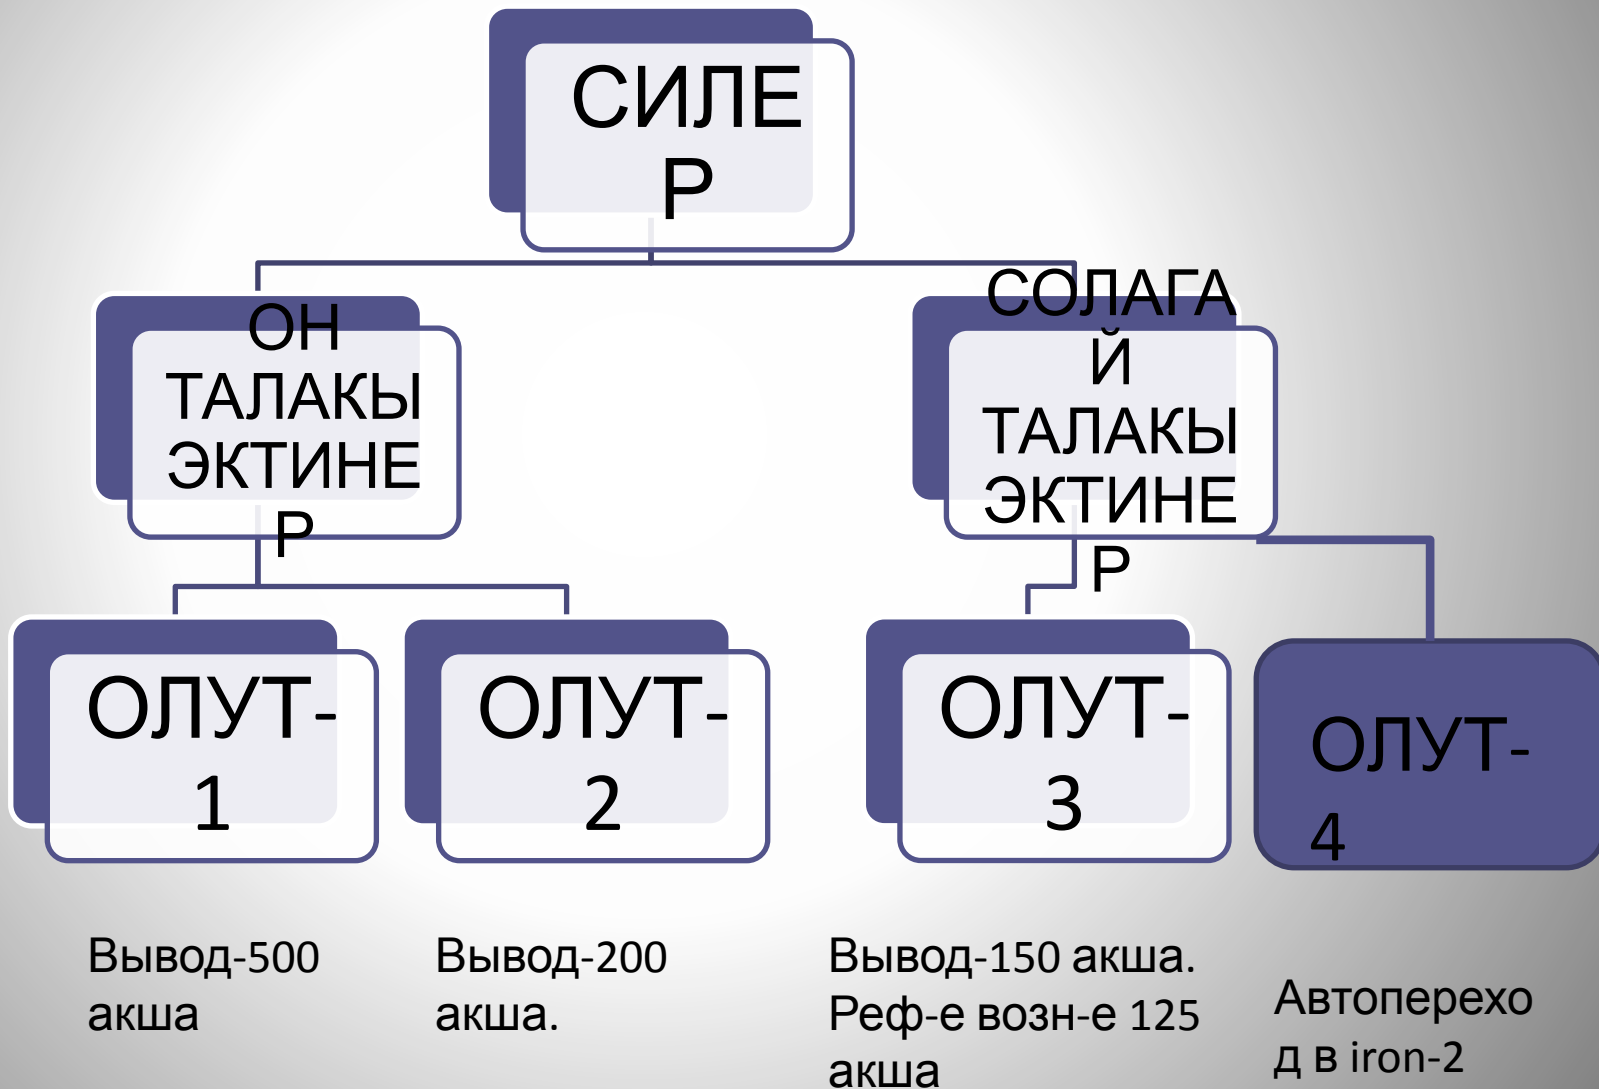 СИЛЕ
Р
ОН
ТАЛАКЫ
ЭКТИНЕ
Р
СОЛАГА
Й
ТАЛАКЫ
ЭКТИНЕ
Р
ОЛУТ-
1
ОЛУТ-
2
ОЛУТ-
3
ОЛУТ-
4
Вывод-500
акша
Вывод-200
акша.
Вывод-150 акша.
Реф-е возн-е 125
акша
Автоперехо
д в iron-2